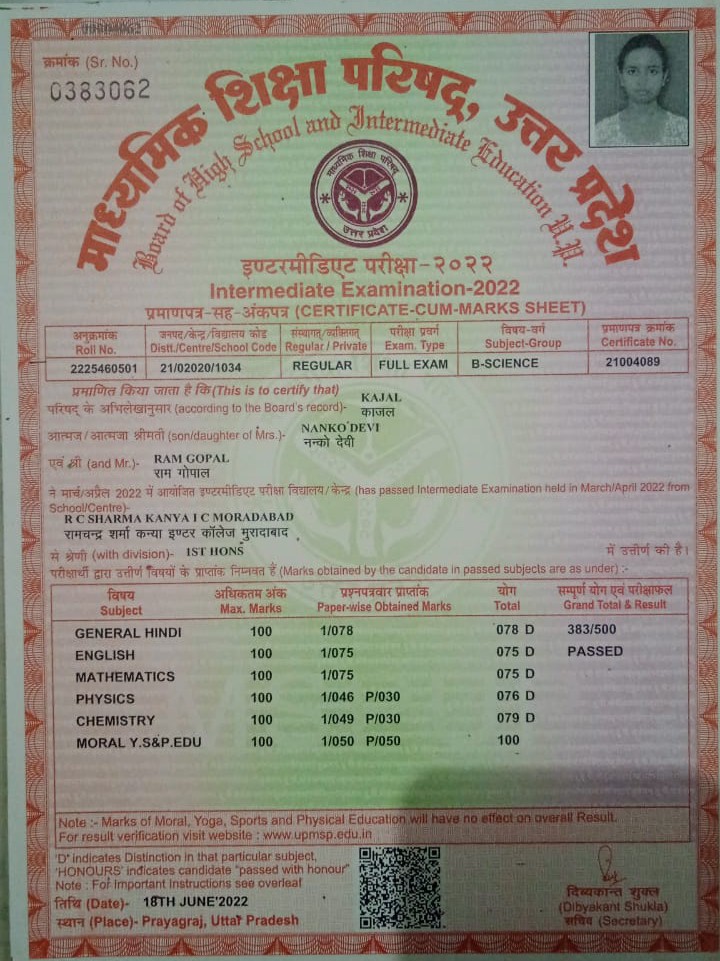 क्रमांक (Sr. No.)
0383062
माध्यमिक शिक्षा परिषद्, उत्तर प्रदेश
Board of High School and Intermediate Education U.P.
माध्यमिक शिक्षा परिषद
उत्तर प्रदेश
इण्टरमीडिएट परीक्षा-२०२२
Intermediate Examination-2022
प्रमाणपत्र-सह-अंकपत्र (CERTIFICATE-CUM-MARKS SHEET)
अनुक्रमांक जनपद/केन्द्र/विद्यालय कोड संस्थागत/व्यक्तिगत् परीक्षा प्रवर्ग विषय-वर्ग प्रमाणपत्र क्रमांक
Roll No. Distt./Centre/School Code Regular / Private Exam. Type Subject-Group Certificate No.
2225460501 21/02020/1034 REGULAR FULL EXAM B-SCIENCE 21004089
प्रमाणित किया जाता है कि (This is to certify that)
KAJAL
परिषद् के अभिलेखानुसार (according to the Board's record)- काजल
NANKO DEVI
आत्मज/आत्मजा श्रीमती (son/daughter of Mrs.)- नन्को देवी
RAM GOPAL
एवं श्री (and Mr.)- राम गोपाल
ने मार्च/अप्रैल 2022 में आयोजित इण्टरमीडिएट परीक्षा विद्यालय/केन्द्र (has passed Intermediate Examination held in March/April 2022 from
School/Centre)-
R C SHARMA KANYA I C MORADABAD
रामचन्द्र शर्मा कन्या इण्टर कॉलेज मुरादाबाद
से श्रेणी (with division)- 1ST HONS में उत्तीर्ण की है।
परीक्षार्थी द्वारा उत्तीर्ण विषयों के प्राप्तांक निम्नवत हैं (Marks obtained by the candidate in passed subjects are as under) :-
विषय अधिकतम अंक प्रश्नपत्रवार प्राप्तांक योग सम्पूर्ण योग एवं परीक्षाफल
Subject Max. Marks Paper-wise Obtained Marks Total Grand Total & Result
GENERAL HINDI 100 1/078 078 D 383/500
ENGLISH 100 1/075 075 D PASSED
MATHEMATICS 100 1/075 075 D
PHYSICS 100 1/046 P/030 076 D
CHEMISTRY 100 1/049 P/030 079 D
MORAL Y.S&P.EDU 100 1/050 P/050 100
Note :- Marks of Moral, Yoga, Sports and Physical Education will have no effect on overall Result.
For result verification visit website : www.upmsp.edu.in
'D' indicates Distinction in that particular subject,
'HONOURS' indicates candidate "passed with honour"
Note : For Important Instructions see overleaf
तिथि (Date)- 18TH JUNE'2022
स्थान (Place)- Prayagraj, Uttar Pradesh
दिब्यकान्त शुक्ल
(Dibyakant Shukla)
सचिव (Secretary)